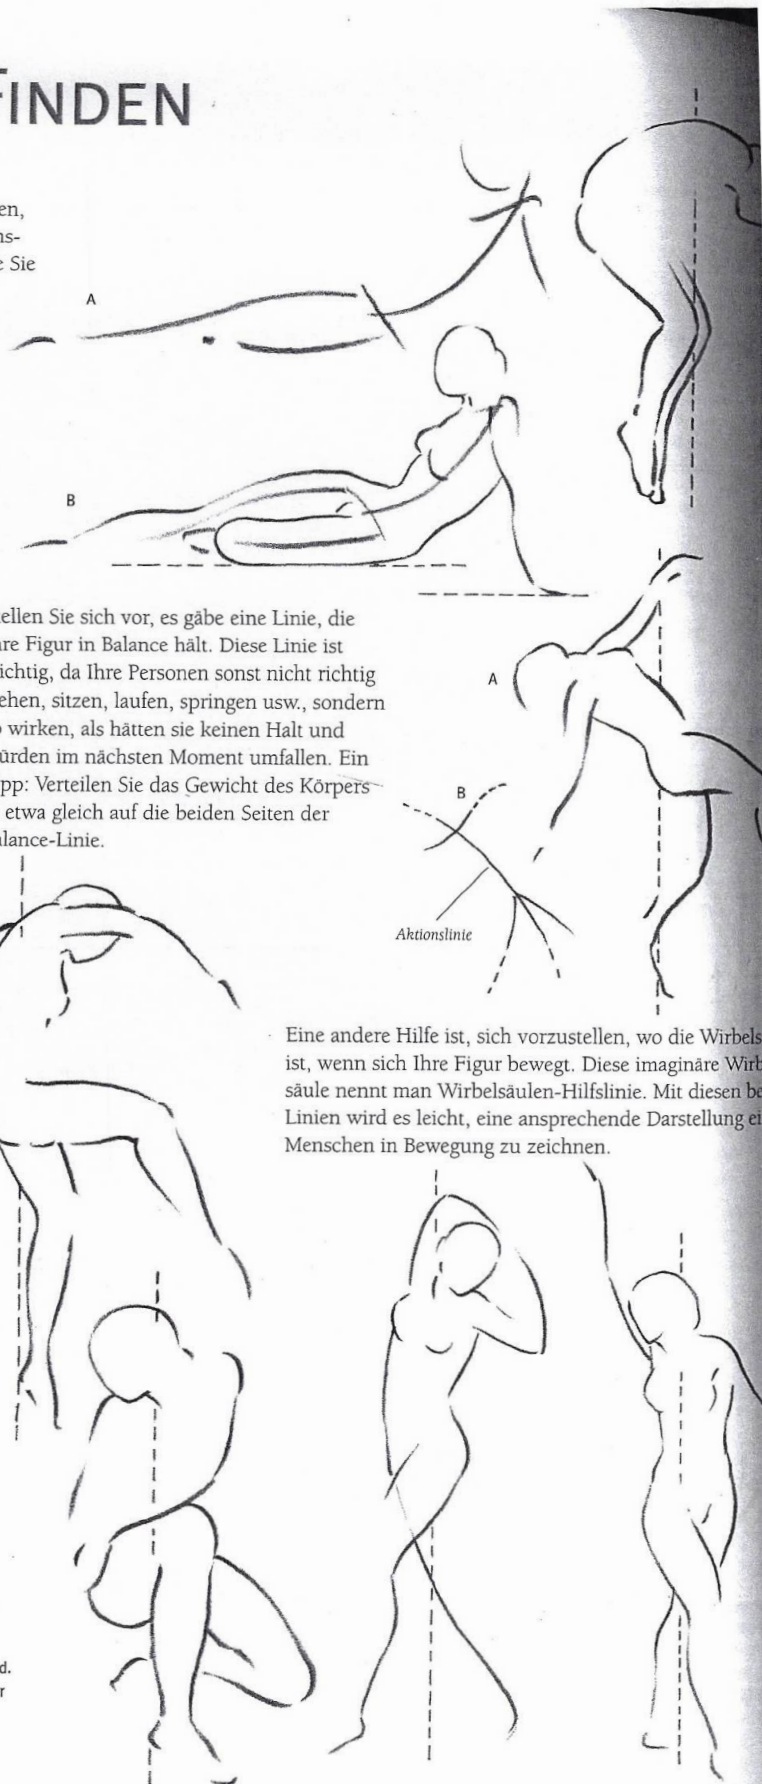 FINDEN
en,
ns-
e Sie
A
B
ellen Sie sich vor, es gäbe eine Linie, die
re Figur in Balance hält. Diese Linie ist
ichtig, da Ihre Personen sonst nicht richtig
ehen, sitzen, laufen, springen usw., sondern
o wirken, als hätten sie keinen Halt und
ürden im nächsten Moment umfallen. Ein
pp: Verteilen Sie das Gewicht des Körpers
etwa gleich auf die beiden Seiten der
lance-Linie.
A
B
Aktionslinie
Eine andere Hilfe ist, sich vorzustellen, wo die Wirbels
ist, wenn sich Ihre Figur bewegt. Diese imaginäre Wirb
säule nennt man Wirbelsäulen-Hilfslinie. Mit diesen be
Linien wird es leicht, eine ansprechende Darstellung ei
Menschen in Bewegung zu zeichnen.
d.
r